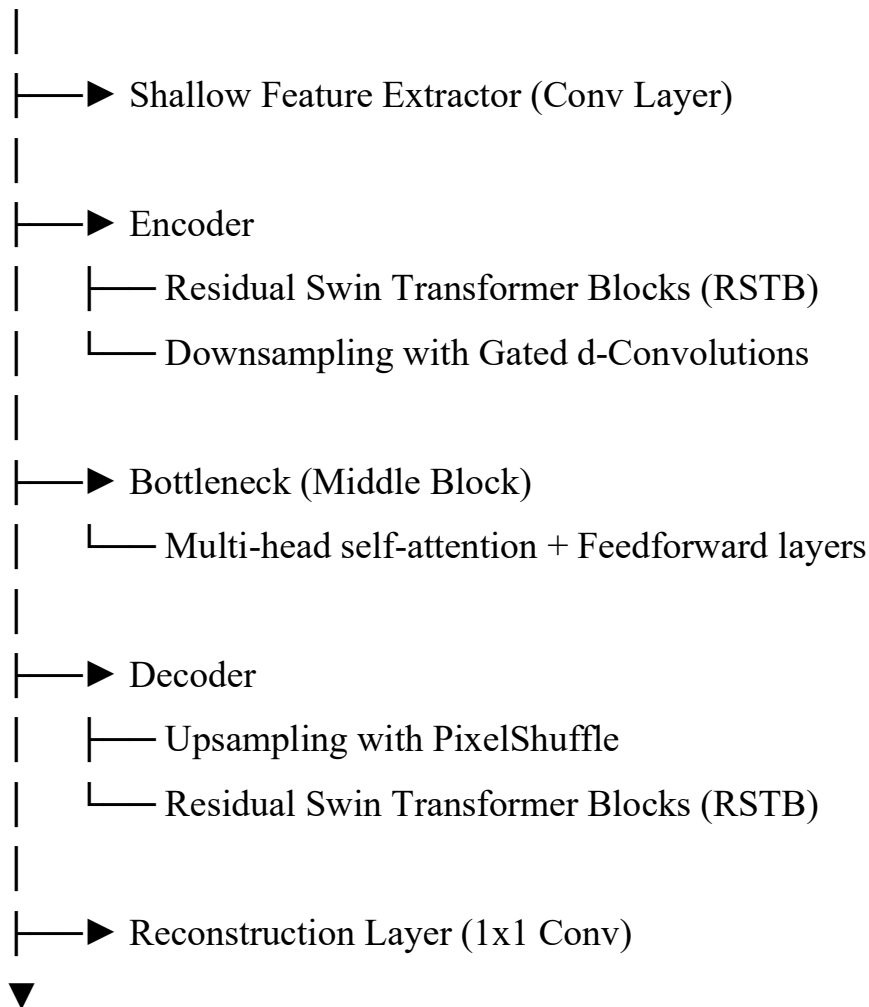 Shallow Feature Extractor (Conv Layer)
Encoder
Residual Swin Transformer Blocks (RSTB)
Downsampling with Gated d-Convolutions
Bottleneck (Middle Block)
Multi-head self-attention + Feedforward layers
Decoder
Upsampling with PixelShuffle
Residual Swin Transformer Blocks (RSTB)
Reconstruction Layer (1x1 Conv)